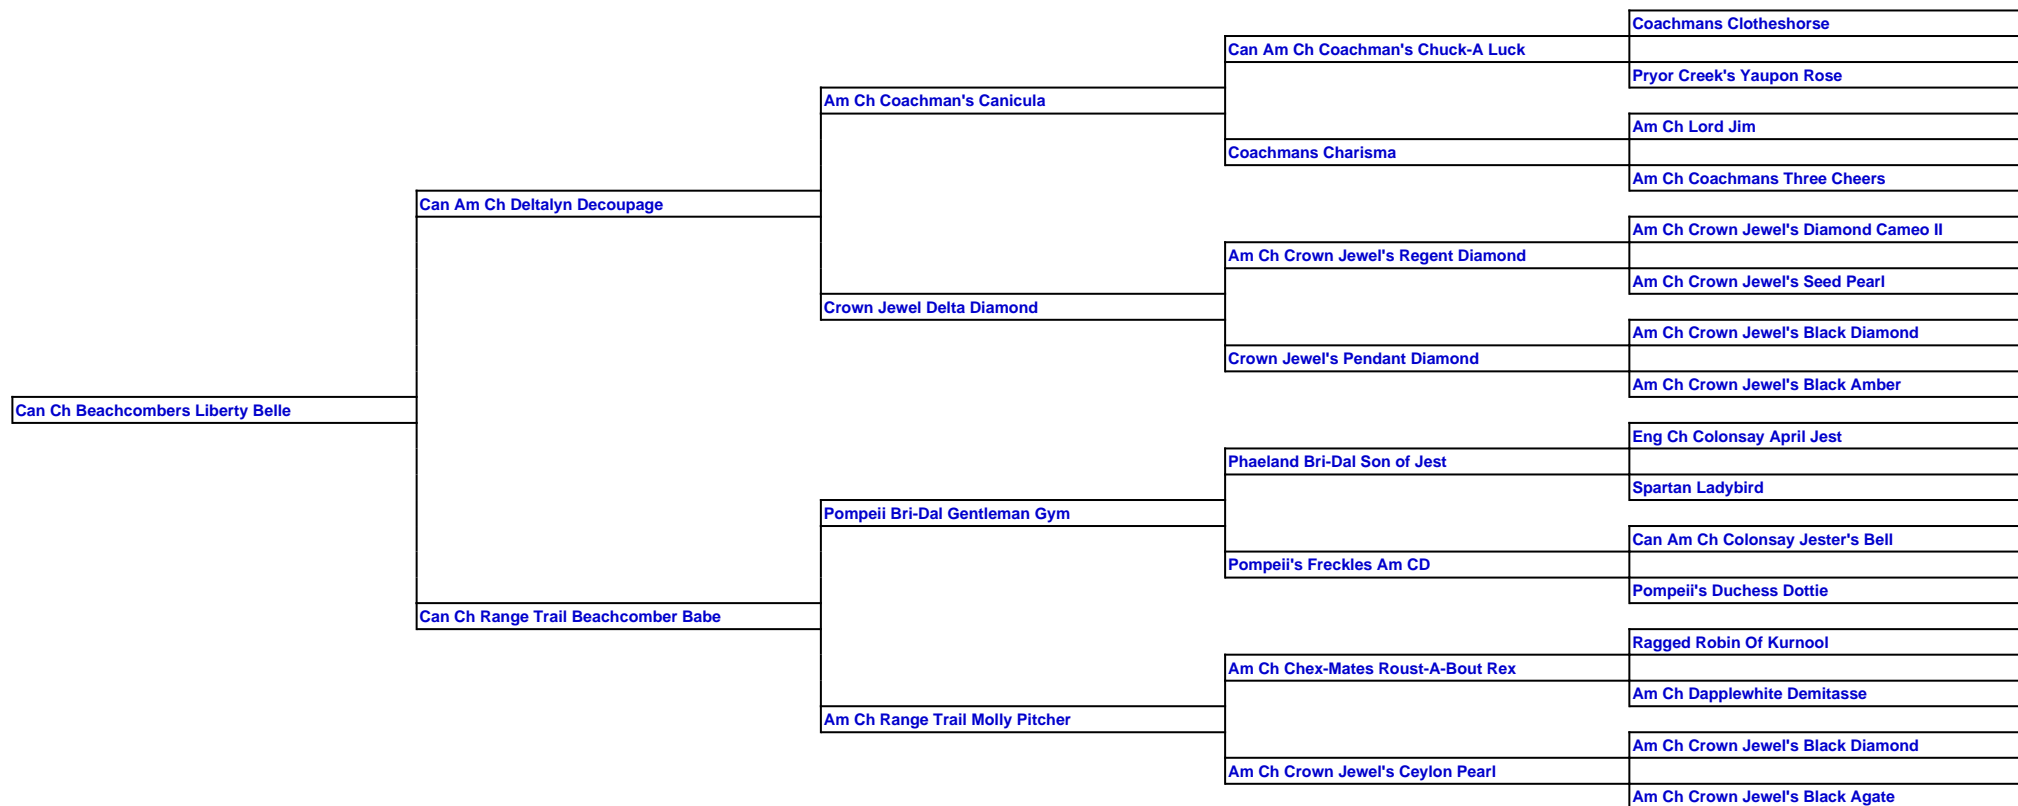 Coachmans Clotheshorse
Can Am Ch Coachman's Chuck-A Luck
Pryor Creek's Yaupon Rose
Am Ch Coachman's Canicula
Am Ch Lord Jim
Coachmans Charisma
Am Ch Coachmans Three Cheers
Can Am Ch Deltalyn Decoupage
Am Ch Crown Jewel's Diamond Cameo II
Am Ch Crown Jewel's Regent Diamond
Am Ch Crown Jewel's Seed Pearl
Crown Jewel Delta Diamond
Am Ch Crown Jewel's Black Diamond
Crown Jewel's Pendant Diamond
Am Ch Crown Jewel's Black Amber
Can Ch Beachcombers Liberty Belle
Eng Ch Colonsay April Jest
Phaeland Bri-Dal Son of Jest
Spartan Ladybird
Pompeii Bri-Dal Gentleman Gym
Can Am Ch Colonsay Jester's Bell
Pompeii's Freckles Am CD
Pompeii's Duchess Dottie
Can Ch Range Trail Beachcomber Babe
Ragged Robin Of Kurnool
Am Ch Chex-Mates Roust-A-Bout Rex
Am Ch Dapplewhite Demitasse
Am Ch Range Trail Molly Pitcher
Am Ch Crown Jewel's Black Diamond
Am Ch Crown Jewel's Ceylon Pearl
Am Ch Crown Jewel's Black Agate